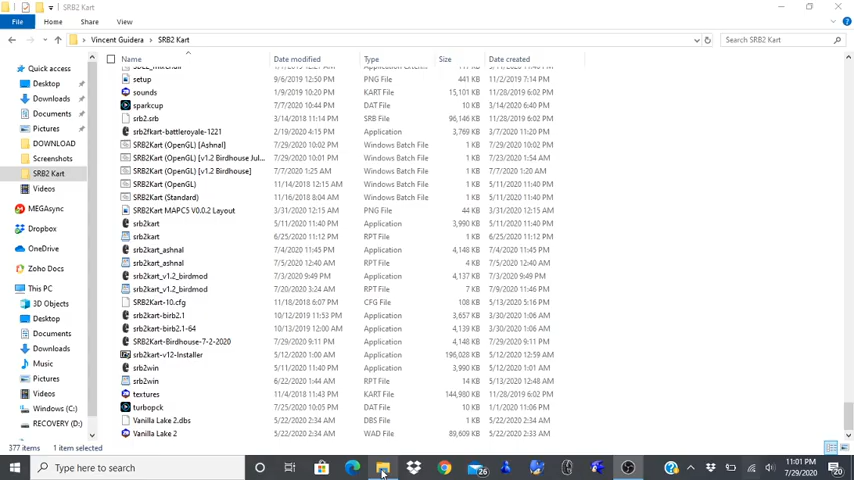 SRB2 Kart
File Home Share View
Vincent Guidera > SRB2 Kart
Search SRB2 Kart
Name Date modified Type Size Date created
setup 9/6/2019 12:50 PM PNG File 441 KB 11/2/2019 7:14 PM
sounds 1/9/2019 10:20 PM KART File 15,101 KB 11/28/2019 6:02 PM
sparkcup 7/7/2020 10:44 PM DAT File 10 KB 3/14/2020 6:40 PM
srb2.srb 3/14/2018 11:14 PM SRB File 96,146 KB 11/28/2019 6:02 PM
srb2fkart-battleroyale-1221 2/19/2020 4:15 PM Application 3,769 KB 3/7/2020 11:20 PM
SRB2Kart (OpenGL) [Ashnal] 7/29/2020 10:02 PM Windows Batch File 1 KB 7/29/2020 10:02 PM
SRB2Kart (OpenGL) [v1.2 Birdhouse Jul... 7/29/2020 10:01 PM Windows Batch File 1 KB 7/23/2020 1:54 AM
SRB2Kart (OpenGL) [v1.2 Birdhouse] 7/7/2020 1:25 AM Windows Batch File 1 KB 7/7/2020 1:20 AM
SRB2Kart (OpenGL) 11/14/2018 12:15 AM Windows Batch File 1 KB 5/11/2020 11:40 PM
SRB2Kart (Standard) 11/16/2018 8:04 AM Windows Batch File 1 KB 5/11/2020 11:40 PM
SRB2Kart MAPC5 V0.0.2 Layout 3/31/2020 12:15 AM PNG File 44 KB 3/31/2020 12:15 AM
srb2kart 5/11/2020 11:40 PM Application 3,990 KB 5/11/2020 11:40 PM
srb2kart 6/25/2020 11:12 PM RPT File 1 KB 6/25/2020 11:12 PM
srb2kart_ashnal 7/4/2020 11:45 PM Application 4,148 KB 7/4/2020 11:45 PM
srb2kart_ashnal 7/5/2020 12:40 AM RPT File 4 KB 7/5/2020 12:40 AM
srb2kart_v1.2_birdmod 7/3/2020 9:49 PM Application 4,137 KB 7/3/2020 9:49 PM
srb2kart_v1.2_birdmod 7/20/2020 3:24 AM RPT File 7 KB 7/19/2020 6:01 PM
SRB2Kart-10.cfg 11/18/2018 6:07 PM CFG File 108 KB 5/13/2020 5:16 PM
srb2kart-birb2.1 10/12/2019 11:53 PM Application 3,657 KB 3/30/2020 1:06 AM
srb2kart-birb2.1-64 10/13/2019 12:00 AM Application 4,139 KB 3/30/2020 1:06 AM
SRB2Kart-Birdhouse-7-2-2020 7/29/2020 9:11 PM Application 4,148 KB 7/29/2020 9:11 PM
srb2kart-v12-Installer 5/12/2020 1:00 AM Application 196,028 KB 5/12/2020 12:59 AM
srb2win 5/11/2020 11:40 PM Application 3,990 KB 5/12/2020 1:01 AM
srb2win 6/22/2020 1:44 AM RPT File 14 KB 5/13/2020 12:48 AM
textures 11/4/2018 11:43 PM KART File 144,980 KB 11/28/2019 6:02 PM
turbopck 7/25/2020 10:05 PM DAT File 10 KB 1/1/2020 11:06 PM
Vanilla Lake 2.dbs 5/22/2020 2:34 AM DBS File 1 KB 5/22/2020 2:34 AM
Vanilla Lake 2 5/22/2020 2:34 AM WAD File 89,609 KB 5/22/2020 2:33 AM
Quick access
Desktop
Downloads
Documents
Pictures
DOWNLOAD
Screenshots
SRB2 Kart
Videos
MEGAsync
Dropbox
OneDrive
Zoho Docs
This PC
3D Objects
Desktop
Documents
Downloads
Music
Pictures
Videos
Windows (C:)
RECOVERY (D:)
377 items 1 item selected
Type here to search
26
11:01 PM
7/29/2020
20